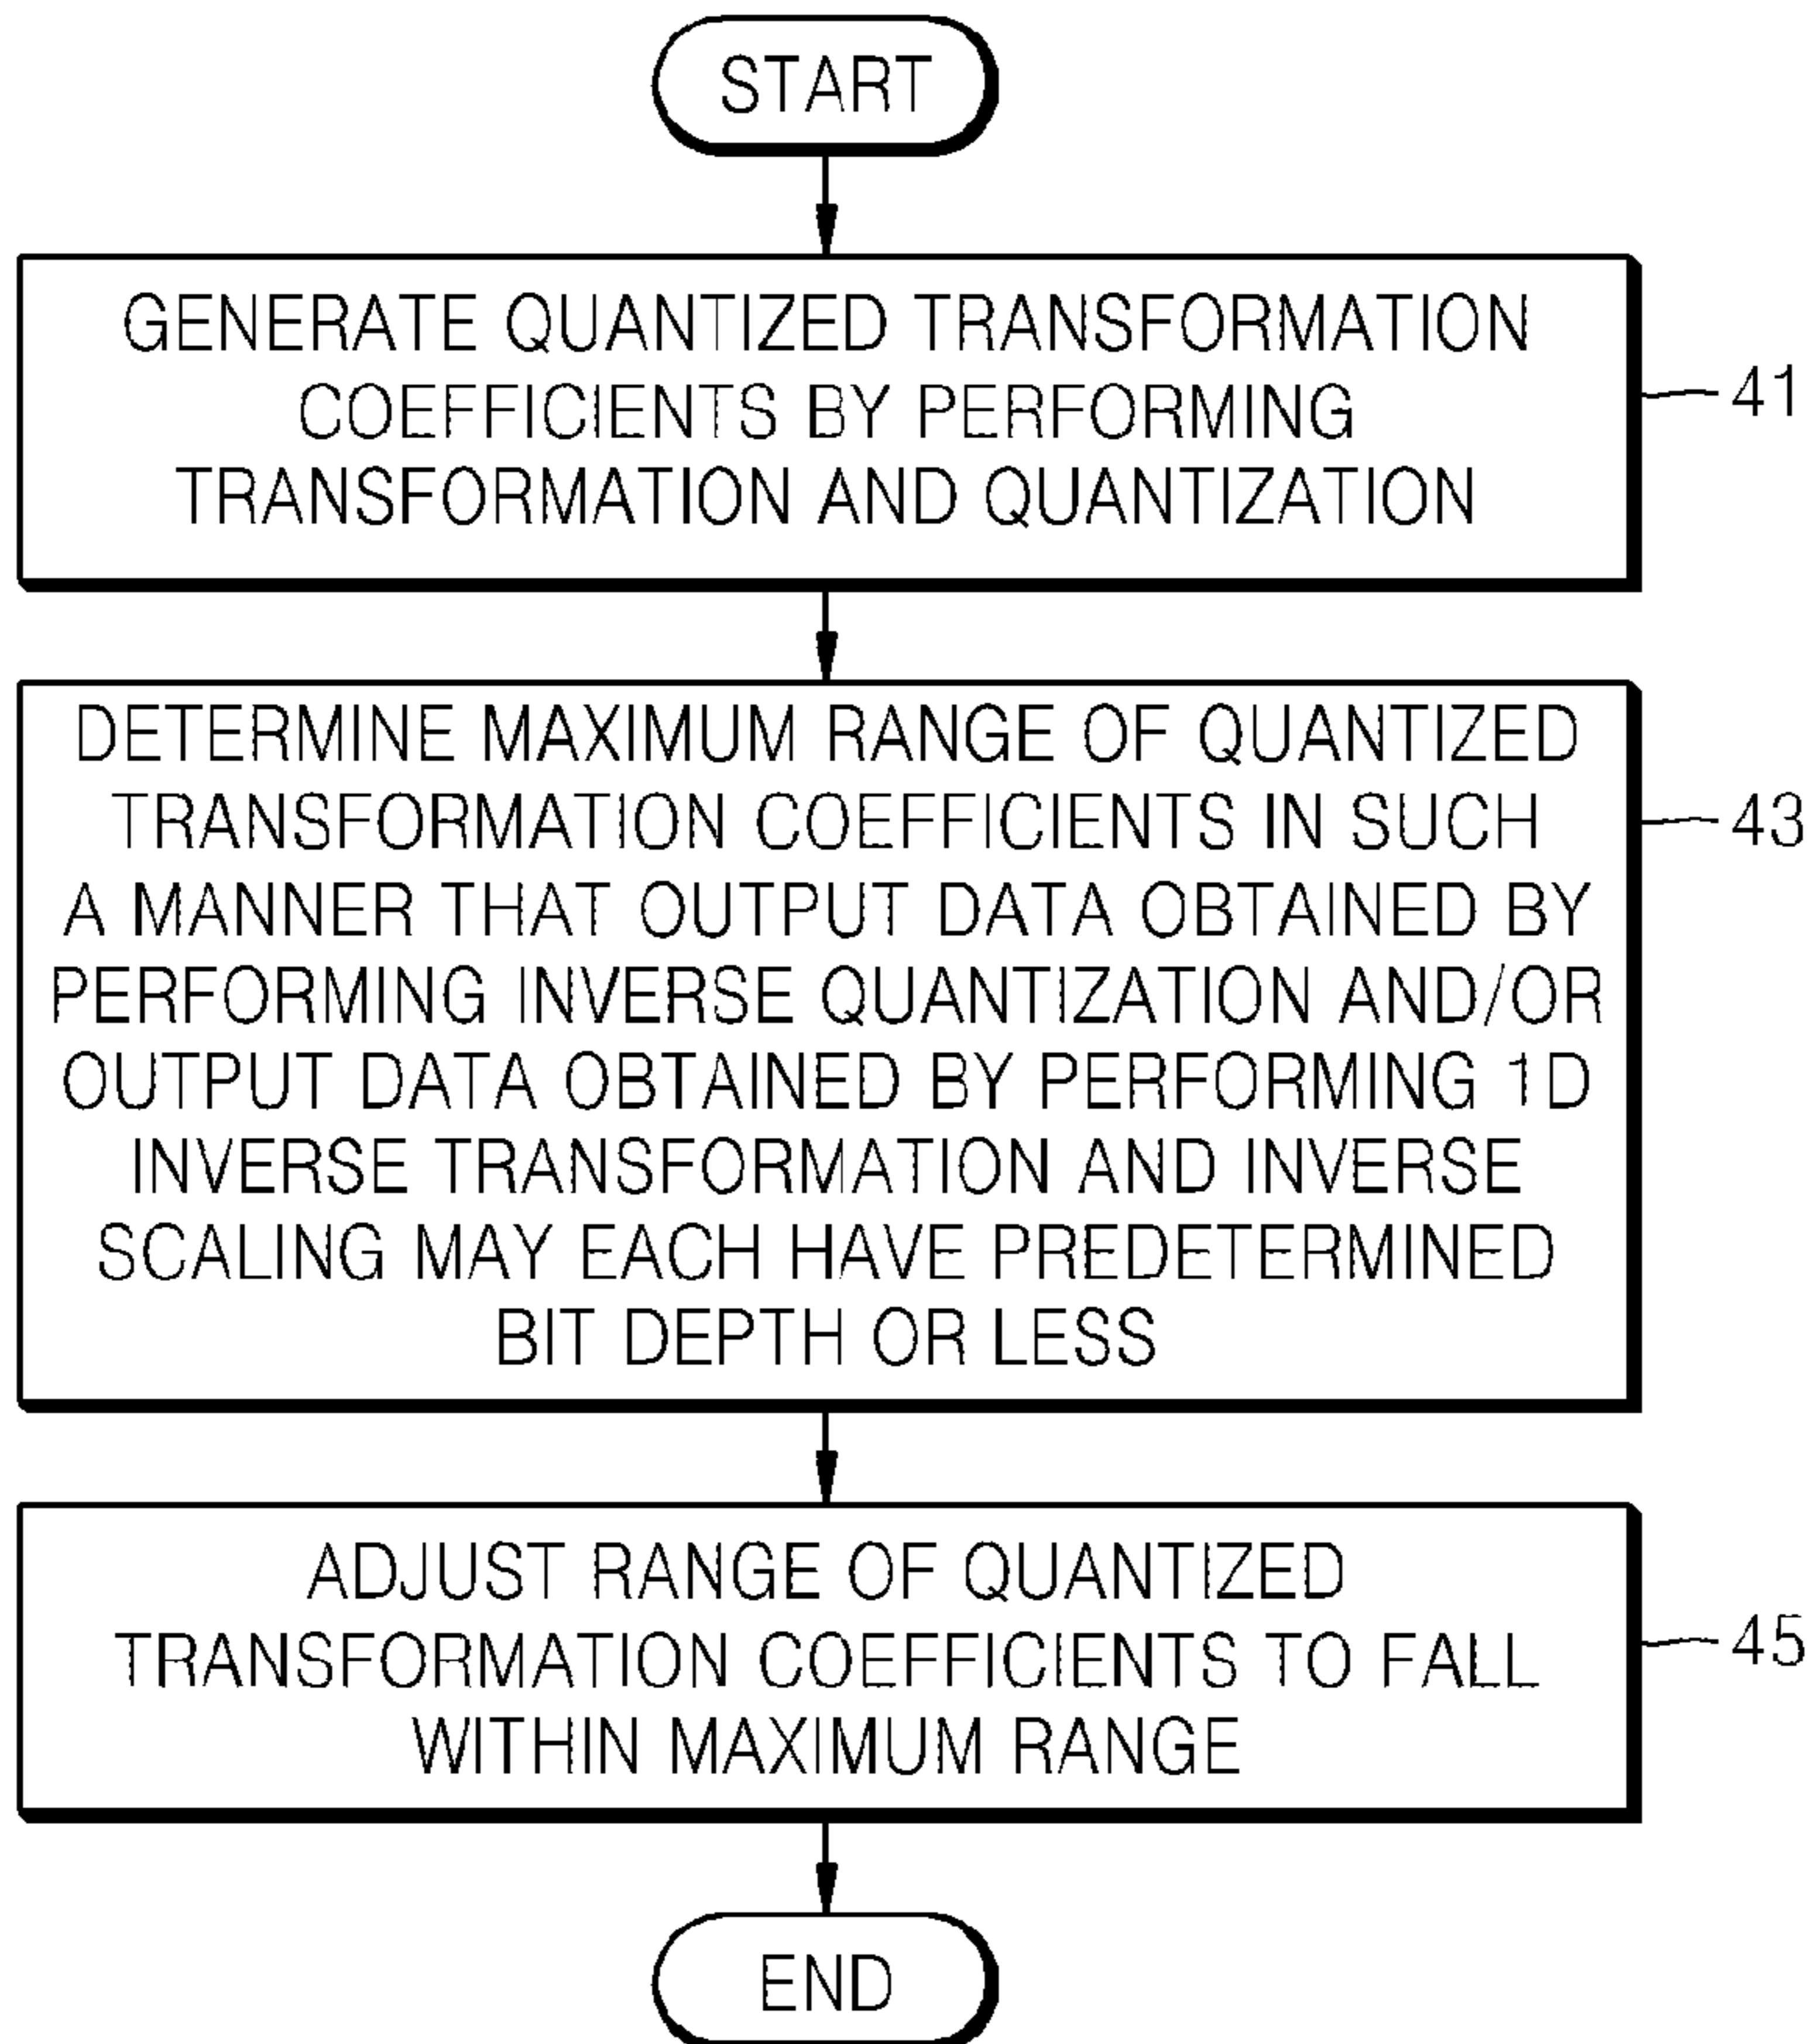 START
GENERATE QUANTIZED TRANSFORMATION
COEFFICIENTS BY PERFORMING
TRANSFORMATION AND QUANTIZATION
41
DETERMINE MAXIMUM RANGE OF QUANTIZED
TRANSFORMATION COEFFICIENTS IN SUCH
A MANNER THAT OUTPUT DATA OBTAINED BY
PERFORMING INVERSE QUANTIZATION AND/OR
OUTPUT DATA OBTAINED BY PERFORMING 1D
INVERSE TRANSFORMATION AND INVERSE
SCALING MAY EACH HAVE PREDETERMINED
BIT DEPTH OR LESS
43
ADJUST RANGE OF QUANTIZED
TRANSFORMATION COEFFICIENTS TO FALL
WITHIN MAXIMUM RANGE
45
END